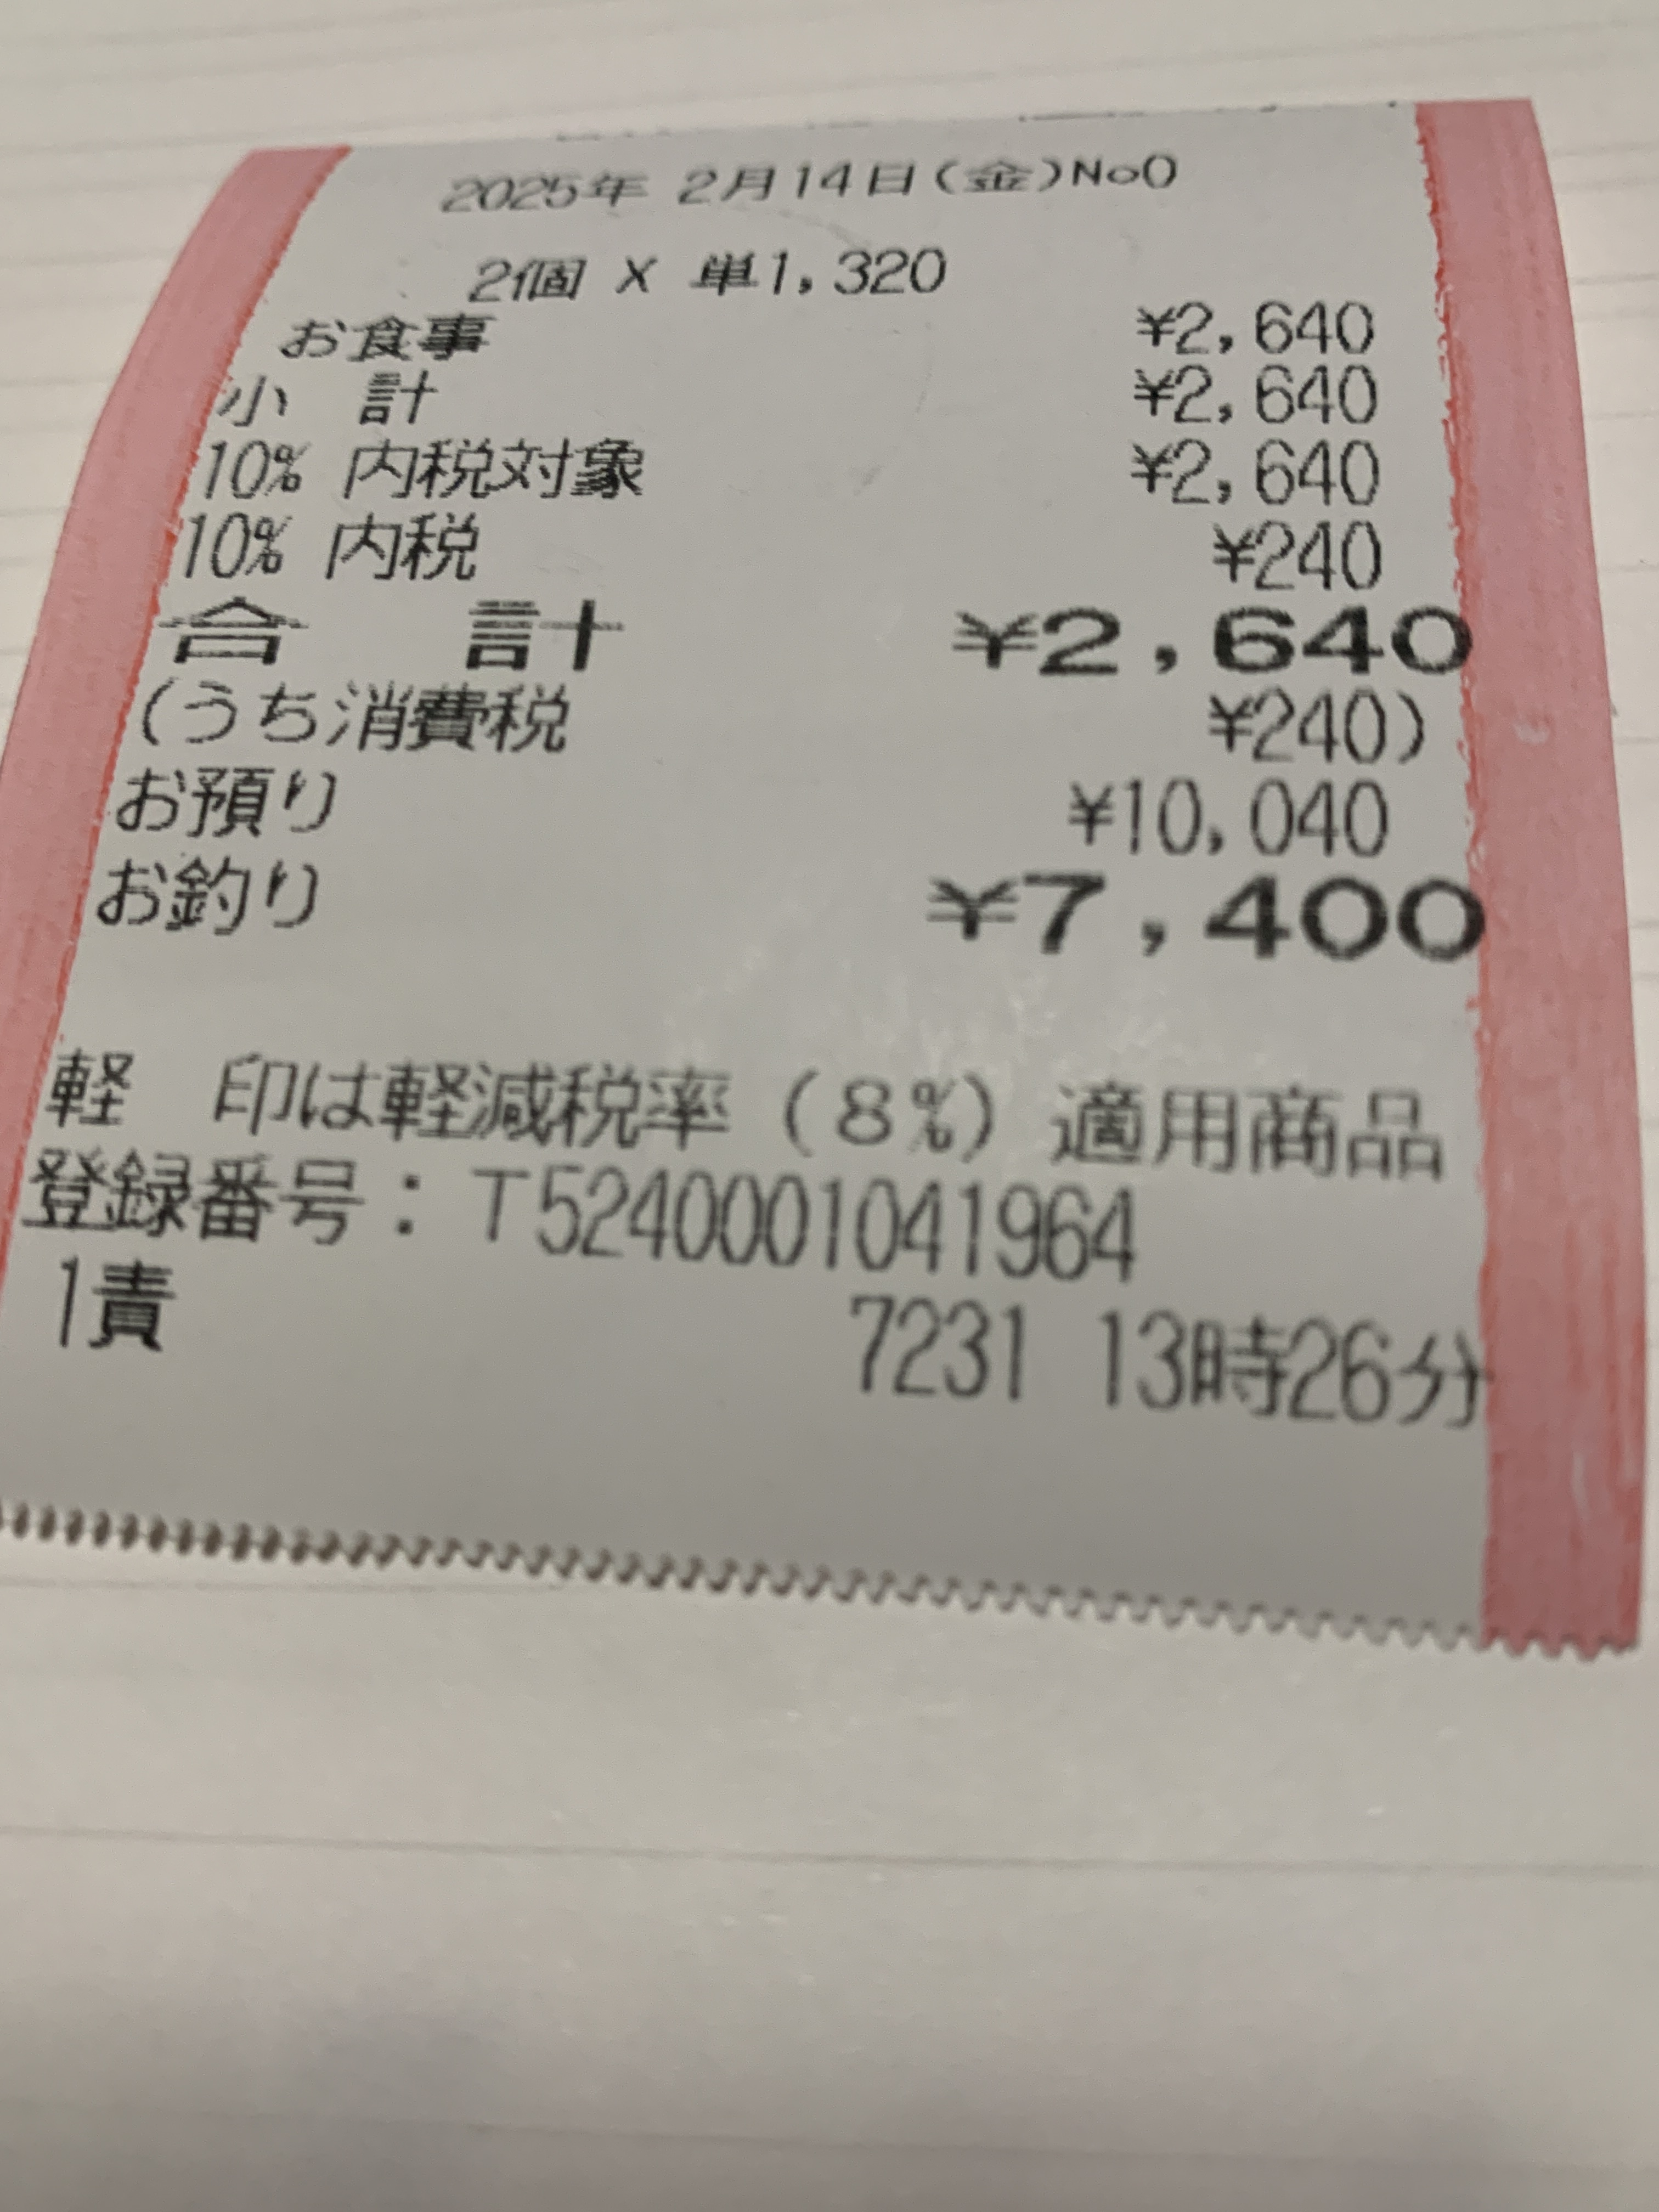 2025年 2月14日(金)No0
2個 X 単1,320
お食事 ¥2,640
小 計 ¥2,640
10% 内税対象 ¥2,640
10% 内税 ¥240
合 計 ¥2,640
(うち消費税 ¥240)
お預り ¥10,040
お釣り ¥7,400
軽 印は軽減税率(8%)適用商品
登録番号:T5240001041964
1責 7231 13時26分